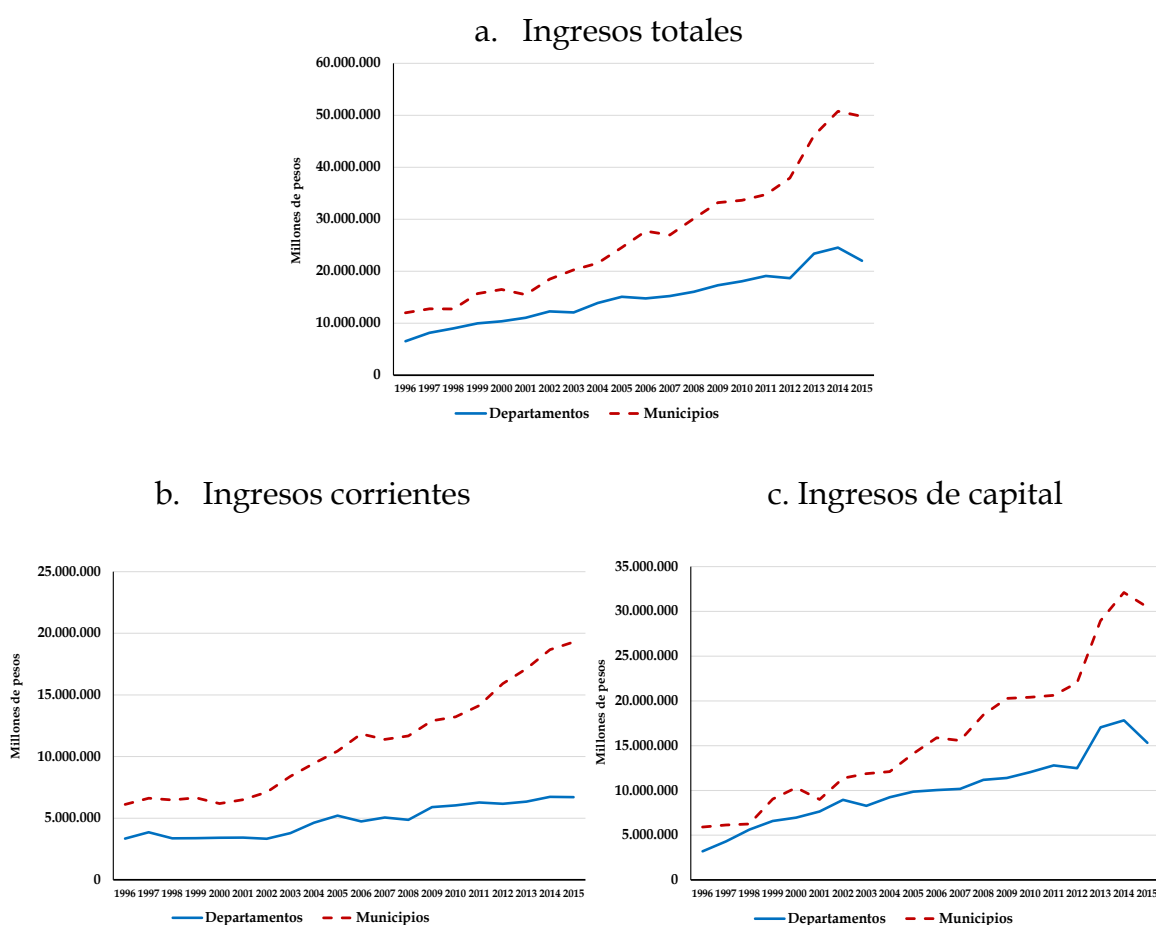 a. Ingresos totales
Millones de pesos
60.000.000
50.000.000
40.000.000
30.000.000
20.000.000
10.000.000
0
1996 1997 1998 1999 2000 2001 2002 2003 2004 2005 2006 2007 2008 2009 2010 2011 2012 2013 2014 2015
Departamentos Municipios
b. Ingresos corrientes
Millones de pesos
25.000.000
20.000.000
15.000.000
10.000.000
5.000.000
0
1996 1997 1998 1999 2000 2001 2002 2003 2004 2005 2006 2007 2008 2009 2010 2011 2012 2013 2014 2015
Departamentos Municipios
c. Ingresos de capital
Millones de pesos
35.000.000
30.000.000
25.000.000
20.000.000
15.000.000
10.000.000
5.000.000
0
1996 1997 1998 1999 2000 2001 2002 2003 2004 2005 2006 2007 2008 2009 2010 2011 2012 2013 2014 2015
Departamentos Municipios